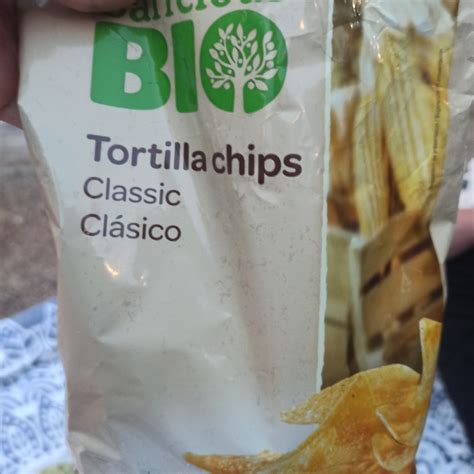 BIO
Tortilla chips
Classic
Clásico